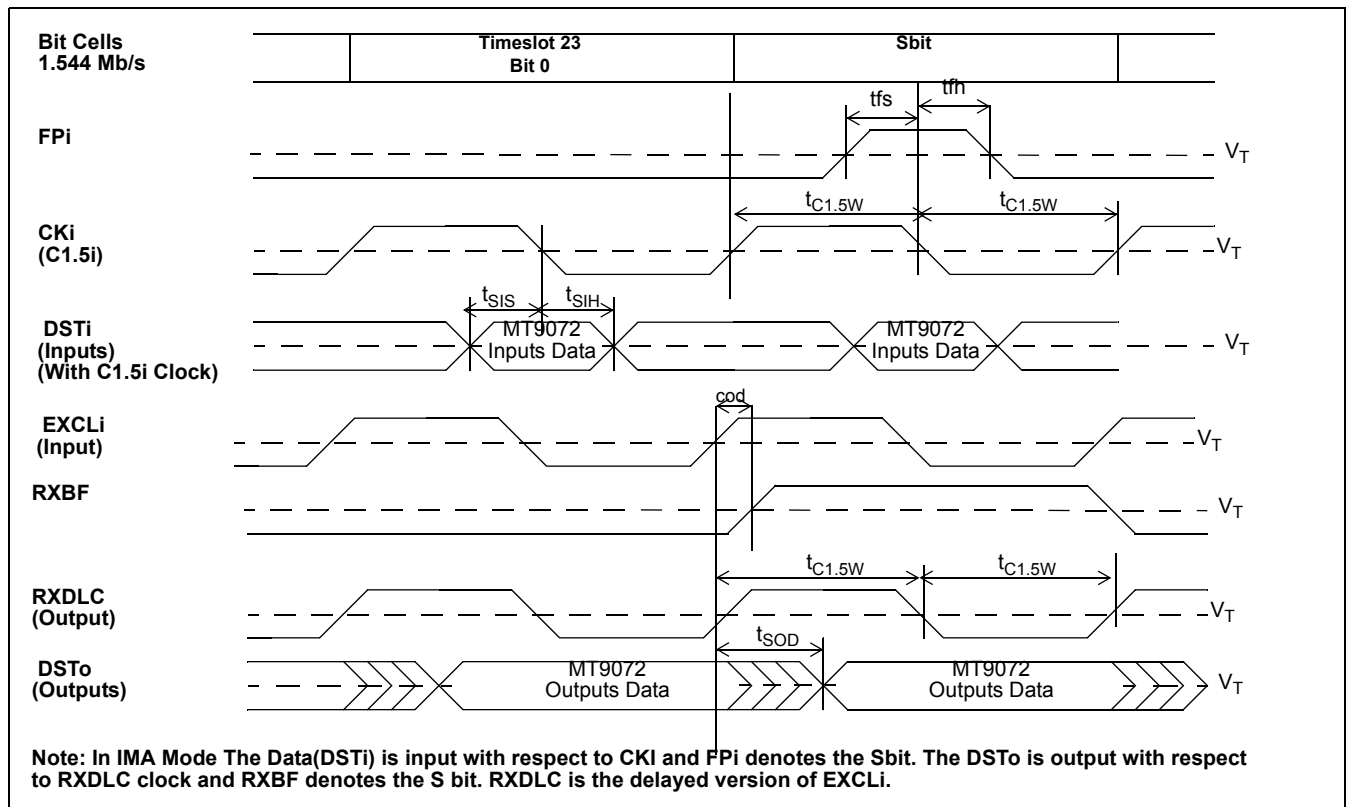 Bit Cells
1.544 Mb/s
Timeslot 23
Bit 0
Sbit
tfs
tfh
FPi
VT
tC1.5W
tC1.5W
CKi
(C1.5i)
VT
tSIS
tSIH
DSTi
(Inputs)
(With C1.5i Clock)
MT9072
Inputs Data
MT9072
Inputs Data
VT
cod
EXCLi
(Input)
VT
RXBF
VT
tC1.5W
tC1.5W
RXDLC
(Output)
VT
tSOD
DSTo
(Outputs)
MT9072
Outputs Data
MT9072
Outputs Data
VT
Note: In IMA Mode The Data(DSTi) is input with respect to CKI and FPi denotes the Sbit. The DSTo is output with respect
to RXDLC clock and RXBF denotes the S bit. RXDLC is the delayed version of EXCLi.